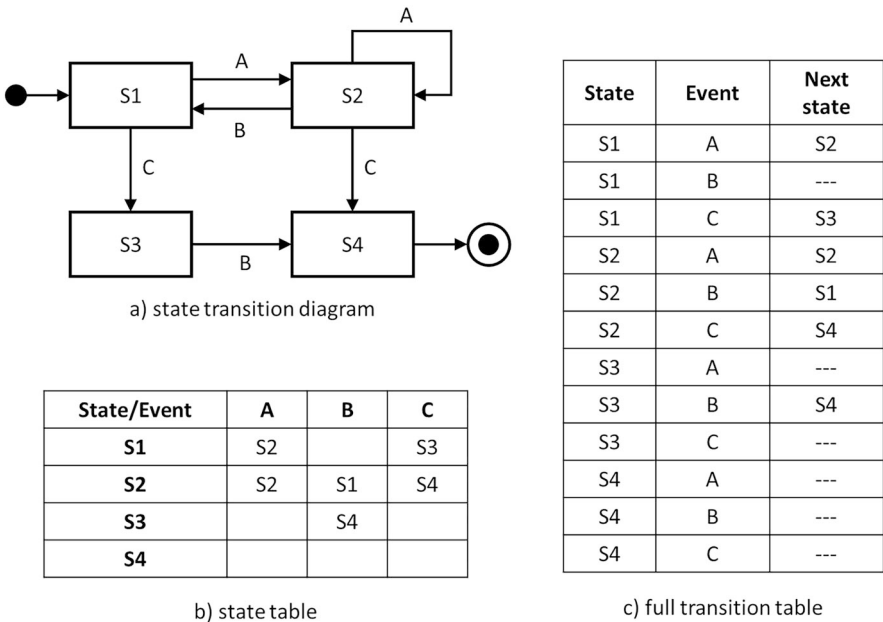 A
S1
A
S2
B
C
C
S3
B
S4
a) state transition diagram
State/Event A B C
S1 S2 S3
S2 S2 S1 S4
S3 S4
S4
b) state table
State Event Next state
S1 A S2
S1 B ---
S1 C S3
S2 A S2
S2 B S1
S2 C S4
S3 A ---
S3 B S4
S3 C ---
S4 A ---
S4 B ---
S4 C ---
c) full transition table